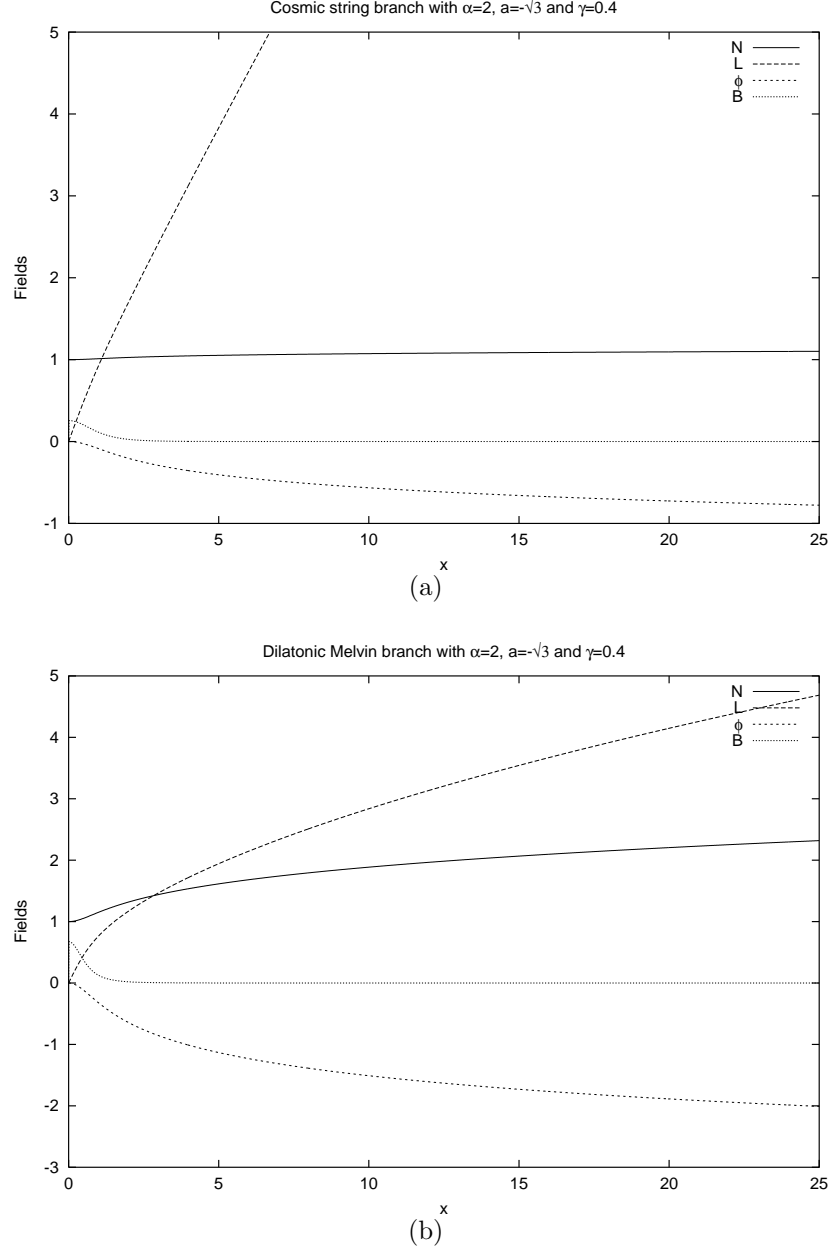 Cosmic string branch with α=2, a=-√3 and γ=0.4
N
L
ϕ
B
5
4
3
2
1
0
-1
Fields
0 5 10 15 20 25
x
(a)
Dilatonic Melvin branch with α=2, a=-√3 and γ=0.4
N
L
ϕ
B
5
4
3
2
1
0
-1
-2
-3
Fields
0 5 10 15 20 25
x
(b)